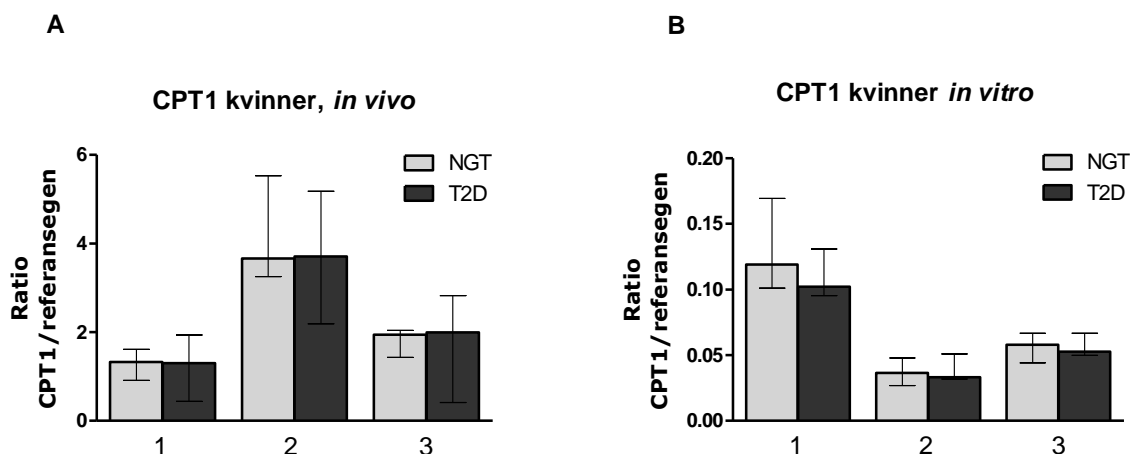 A
CPT1 kvinner, in vivo
Ratio
CPT1/referansegen
6
4
2
0
NGT
T2D
1 2 3
B
CPT1 kvinner in vitro
Ratio
CPT1/referansegen
0.20
0.15
0.10
0.05
0.00
NGT
T2D
1 2 3